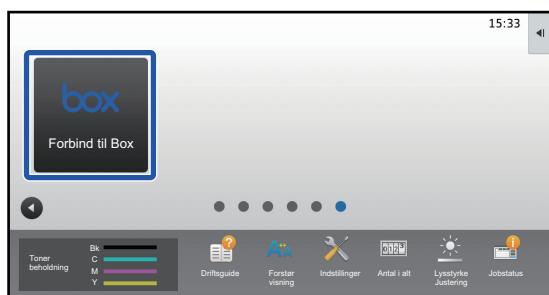 15:33
box
Forbind til Box
Toner
beholdning
Bk
C
M
Y
Driftsguide
Forstør
visning
Indstillinger
Antal i alt
Lysstyrke
Justering
Jobstatus